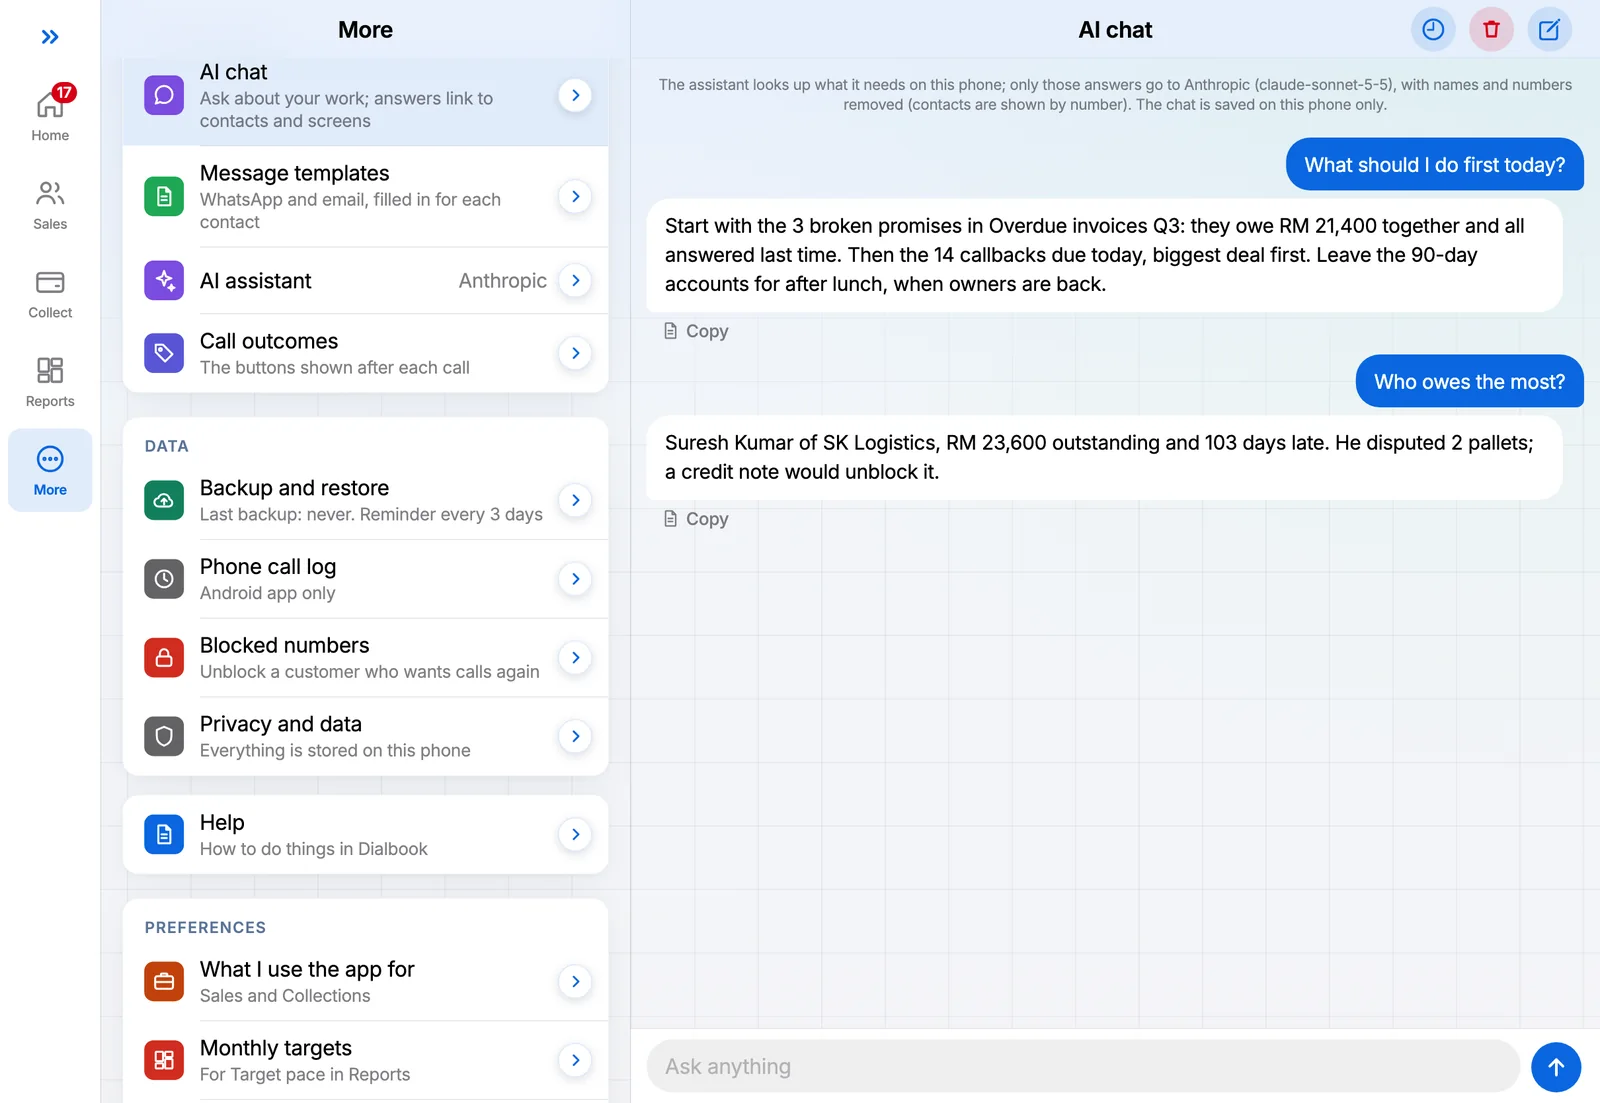 17
Home
Sales
Collect
Reports
More
More
AI chat
Ask about your work; answers link to
contacts and screens
Message templates
WhatsApp and email, filled in for each
contact
AI assistant
Anthropic
Call outcomes
The buttons shown after each call
DATA
Backup and restore
Last backup: never. Reminder every 3 days
Phone call log
Android app only
Blocked numbers
Unblock a customer who wants calls again
Privacy and data
Everything is stored on this phone
Help
How to do things in Dialbook
PREFERENCES
What I use the app for
Sales and Collections
Monthly targets
For Target pace in Reports
AI chat
The assistant looks up what it needs on this phone; only those answers go to Anthropic (claude-sonnet-5-5), with names and numbers
removed (contacts are shown by number). The chat is saved on this phone only.
What should I do first today?
Start with the 3 broken promises in Overdue invoices Q3: they owe RM 21,400 together and all
answered last time. Then the 14 callbacks due today, biggest deal first. Leave the 90-day
accounts for after lunch, when owners are back.
Copy
Who owes the most?
Suresh Kumar of SK Logistics, RM 23,600 outstanding and 103 days late. He disputed 2 pallets;
a credit note would unblock it.
Copy
Ask anything